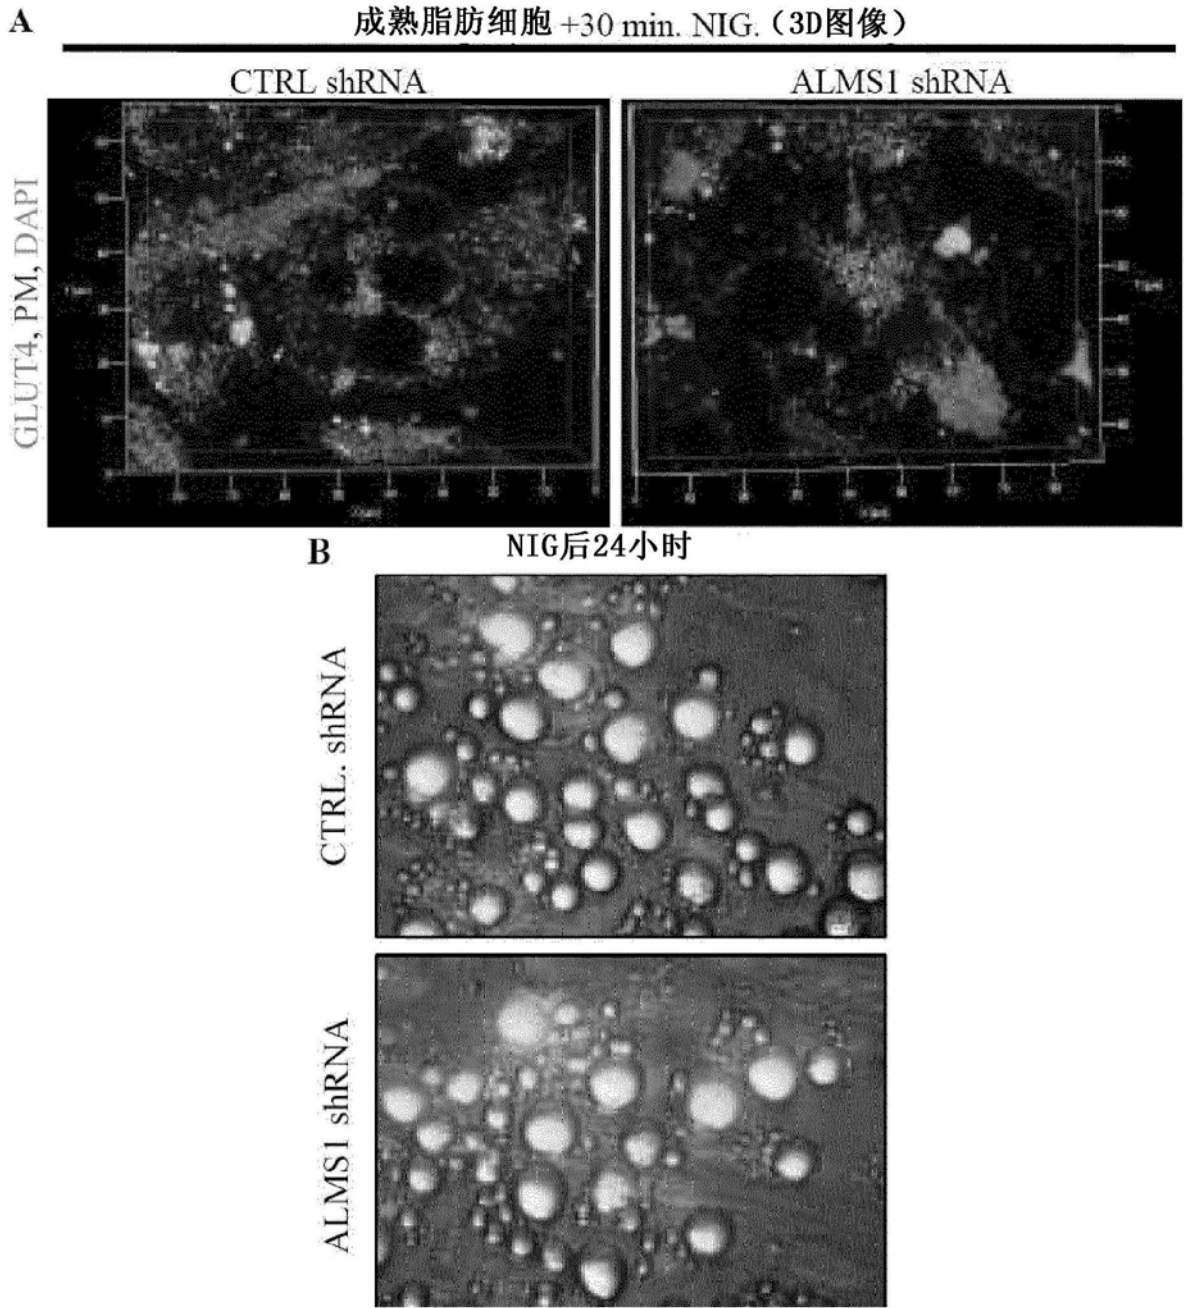 A
成熟脂肪细胞 +30 min. NIG. (3D图像)
CTRL shRNA
ALMS1 shRNA
GLUT4, PM, DAPI
B
NIG后24小时
CTRL. shRNA
ALMS1 shRNA